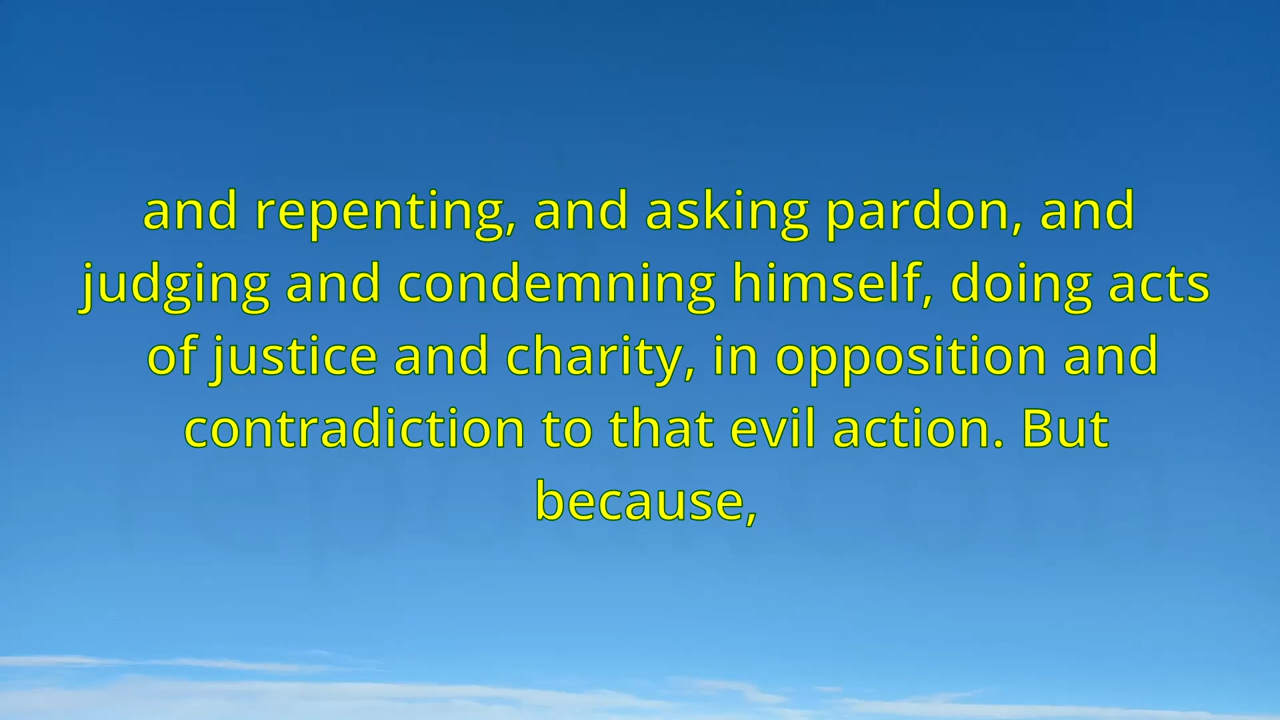 and repenting, and asking pardon, and
judging and condemning himself, doing acts
of justice and charity, in opposition and
contradiction to that evil action. But
because,